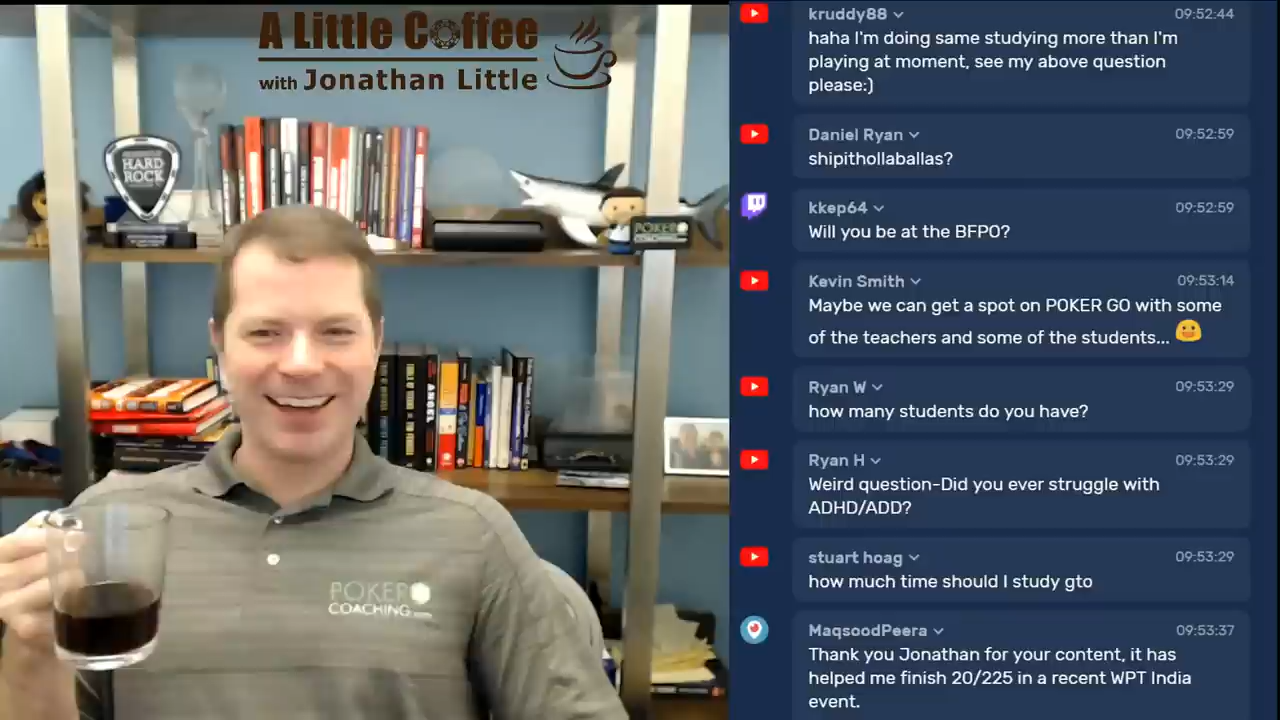 A Little Coffee
with Jonathan Little
HARD
ROCK
POKER
COACHING
ANGEL
POKER
COACHING
kruddy88
09:52:44
haha I'm doing same studying more than I'm
playing at moment, see my above question
please:)
Daniel Ryan
09:52:59
shipithollaballas?
kkep64
09:52:59
Will you be at the BFPO?
Kevin Smith
09:53:14
Maybe we can get a spot on POKER GO with some
of the teachers and some of the students...
Ryan W
09:53:29
how many students do you have?
Ryan H
09:53:29
Weird question-Did you ever struggle with
ADHD/ADD?
stuart hoag
09:53:29
how much time should I study gto
MaqsoodPeera
09:53:37
Thank you Jonathan for your content, it has
helped me finish 20/225 in a recent WPT India
event.